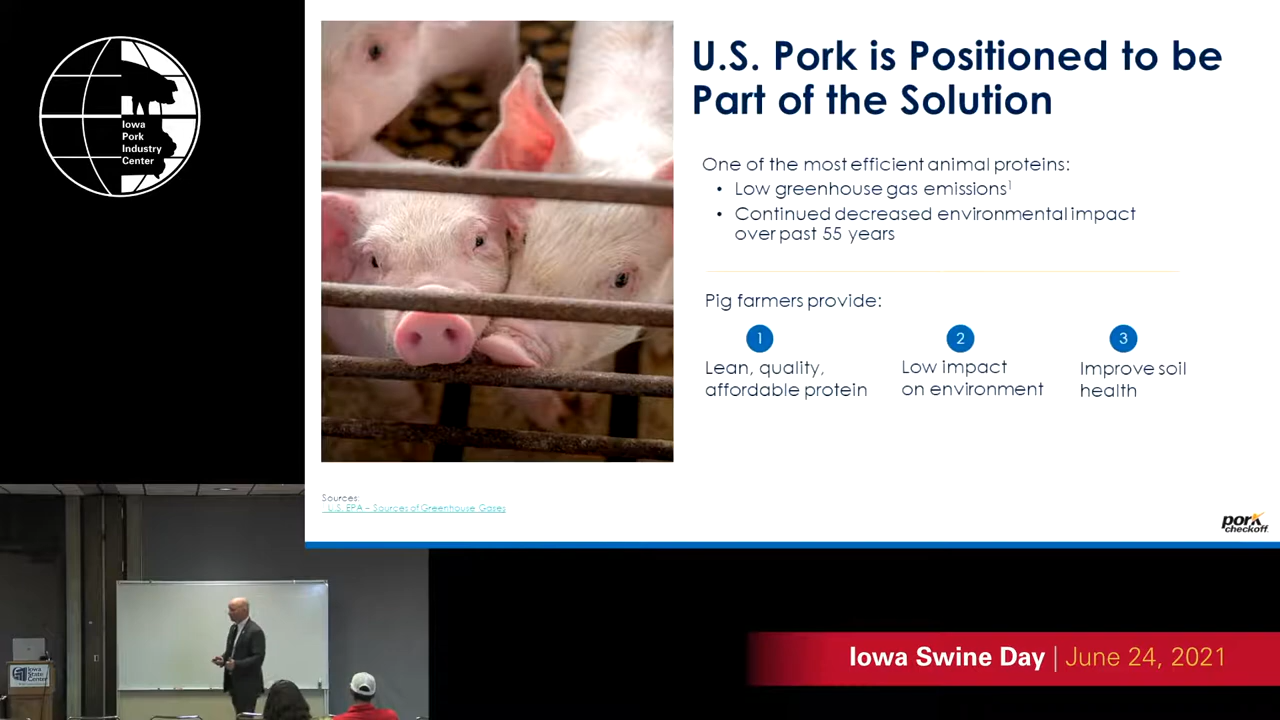 Iowa
Pork
Industry
Center
U.S. Pork is Positioned to be
Part of the Solution
One of the most efficient animal proteins:
• Low greenhouse gas emissions1
• Continued decreased environmental impact
over past 55 years
Pig farmers provide:
1
Lean, quality,
affordable protein
2
Low impact
on environment
3
Improve soil
health
Sources:
U.S. EPA – Sources of Greenhouse Gases
pork
checkoff.
Iowa
State
Center
Iowa Swine Day | June 24, 2021